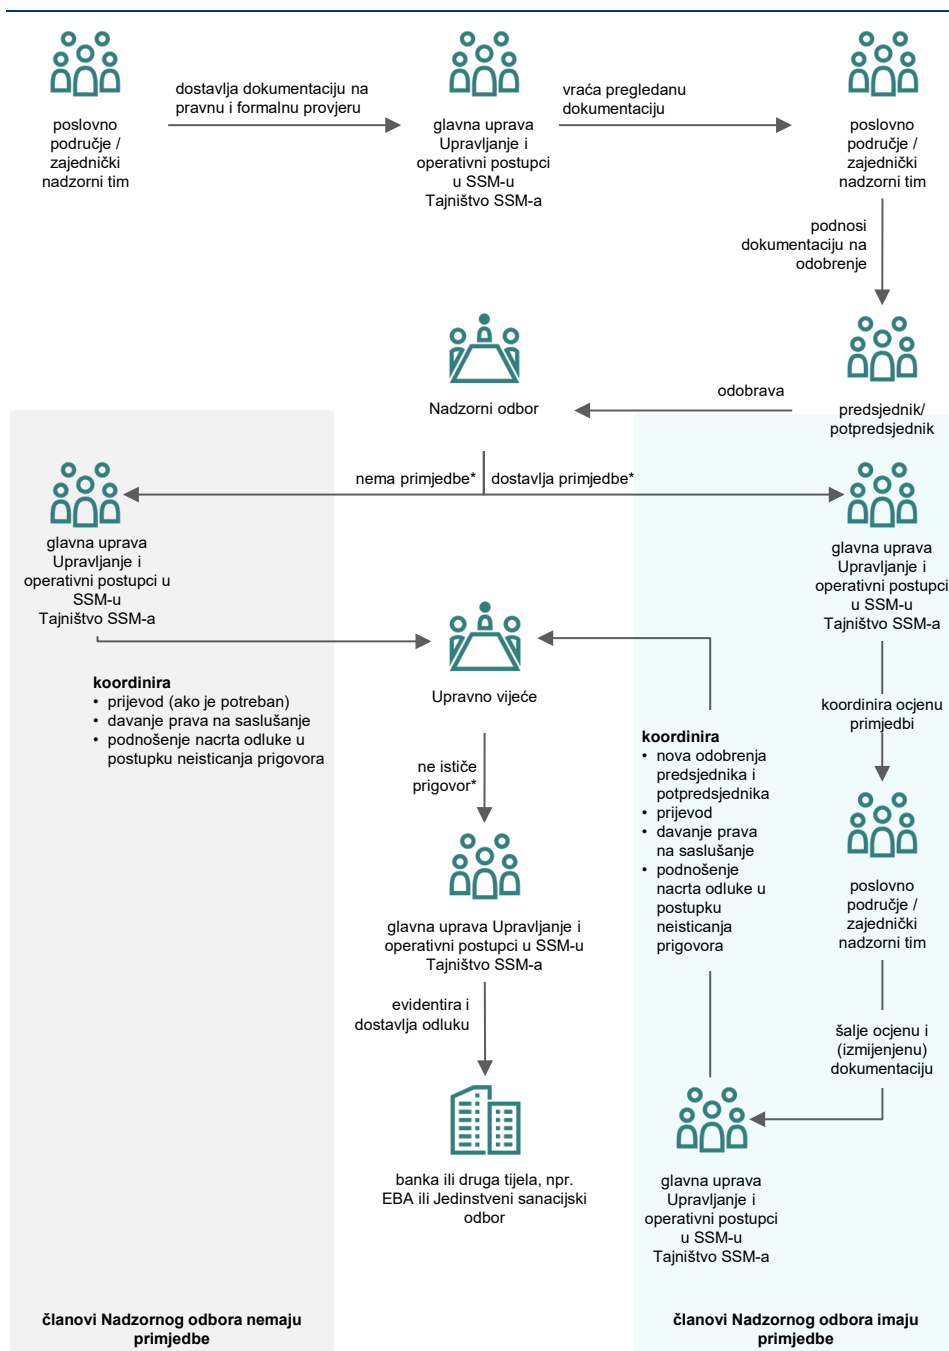 poslovno
područje /
zajednički
nadzorni tim
dostavlja dokumentaciju na
pravnu i formalnu provjeru
glavna uprava
Upravljanje i
operativni postupci
u SSM-u
Tajništvo SSM-a
vraća pregledanu
dokumentaciju
poslovno
područje /
zajednički
nadzorni tim
podnosi
dokumentaciju na
odobrenje
predsjednik/
potpredsjednik
odobrava
Nadzorni odbor
nema primjedbe*
dostavlja primjedbe*
glavna uprava
Upravljanje i
operativni postupci u
SSM-u
Tajništvo SSM-a
koordinira
• prijevod (ako je potreban)
• davanje prava na saslušanje
• podnošenje nacrta odluke u
postupku neisticanja prigovora
glavna uprava
Upravljanje i
operativni postupci
u SSM-u
Tajništvo SSM-a
koordinira ocjenu
primjedbi
poslovno
područje /
zajednički
nadzorni tim
šalje ocjenu i
(izmijenjenu)
dokumentaciju
glavna uprava
Upravljanje i
operativni postupci
u SSM-u
Tajništvo SSM-a
koordinira
• nova odobrenja
predsjednika i
potpredsjednika
• prijevod
• davanje prava
na saslušanje
• podnošenje
nacrta odluke u
postupku
neisticanja
prigovora
Upravno vijeće
ne ističe
prigovor*
glavna uprava Upravljanje i
operativni postupci u SSM-u
Tajništvo SSM-a
evidentira i
dostavlja odluku
banka ili druga tijela, npr.
EBA ili Jedinstveni sanacijski
odbor
članovi Nadzornog odbora nemaju
primjedbe
članovi Nadzornog odbora imaju
primjedbe